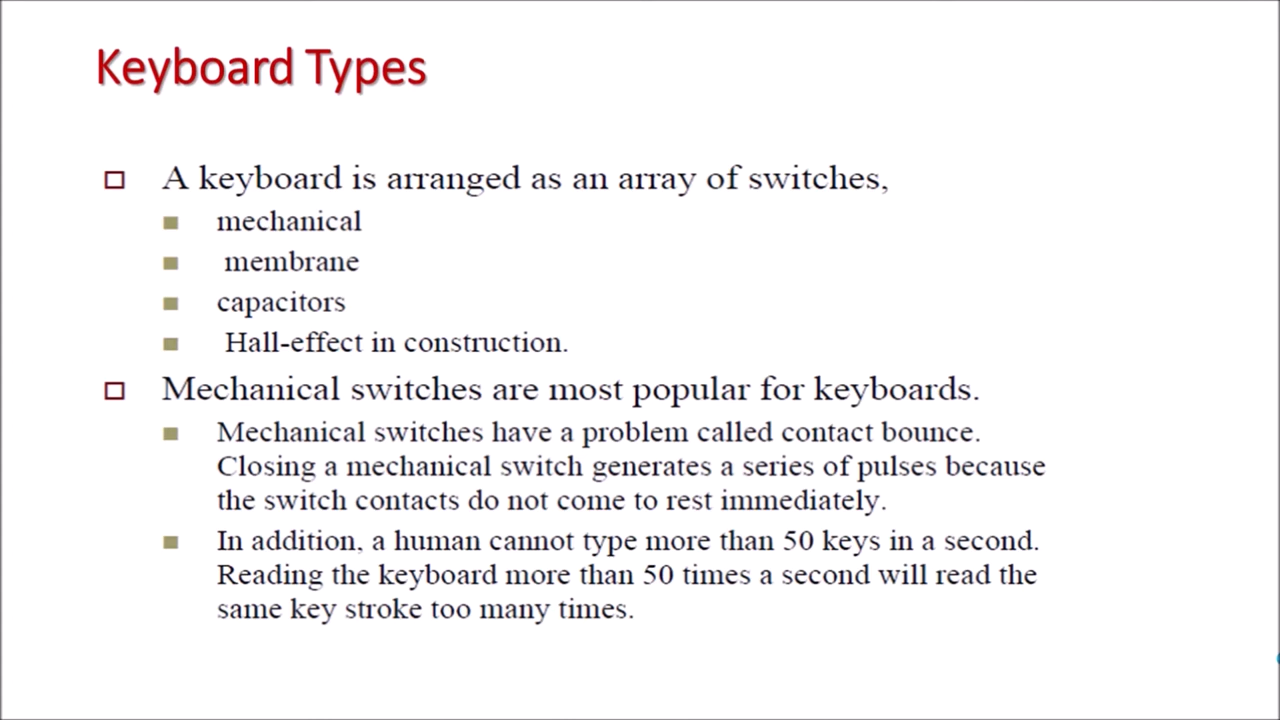 Keyboard Types
A keyboard is arranged as an array of switches,
mechanical
membrane
capacitors
Hall-effect in construction.
Mechanical switches are most popular for keyboards.
Mechanical switches have a problem called contact bounce.
Closing a mechanical switch generates a series of pulses because
the switch contacts do not come to rest immediately.
In addition, a human cannot type more than 50 keys in a second.
Reading the keyboard more than 50 times a second will read the
same key stroke too many times.